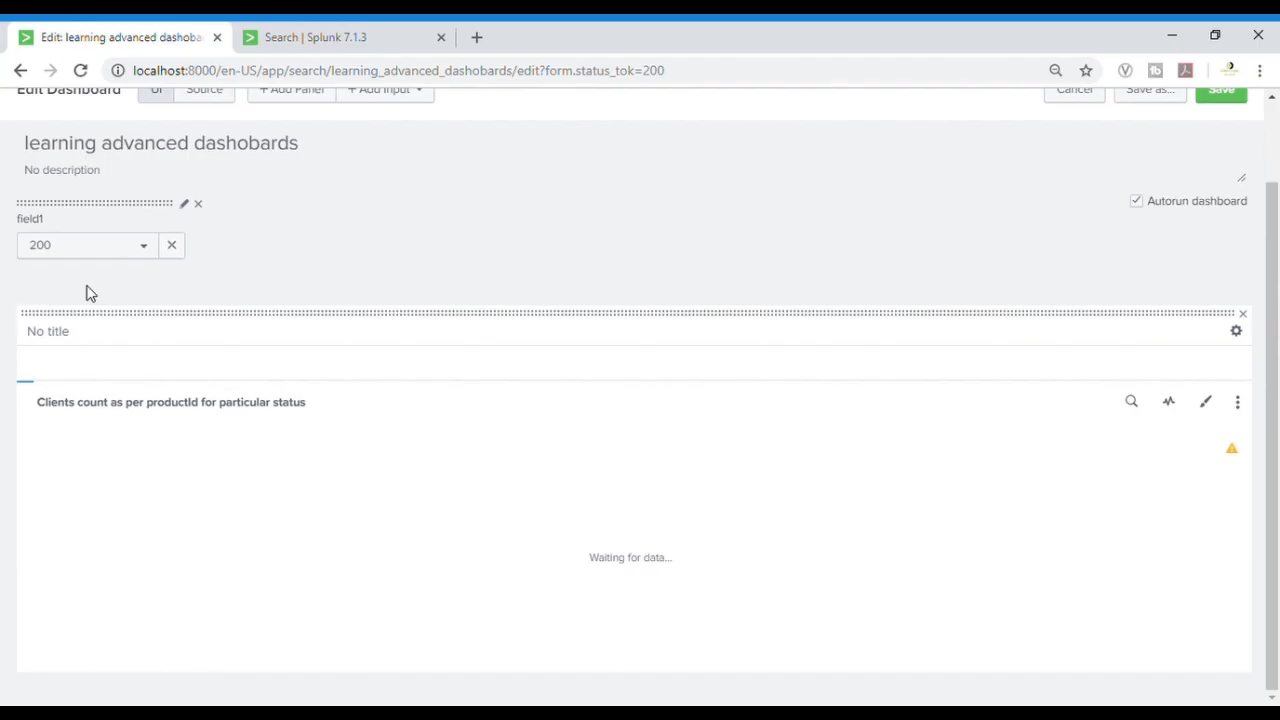 Edit: learning advanced dashoba
Search | Splunk 7.1.3
localhost:8000/en-US/app/search/learning_advanced_dashobards/edit?form.status_tok=200
Edit Dashboard UI Source + Add Panel + Add Input Cancel Save as... Save
learning advanced dashobards
No description
Autorun dashboard
field1
200
No title
Clients count as per productId for particular status
Waiting for data...